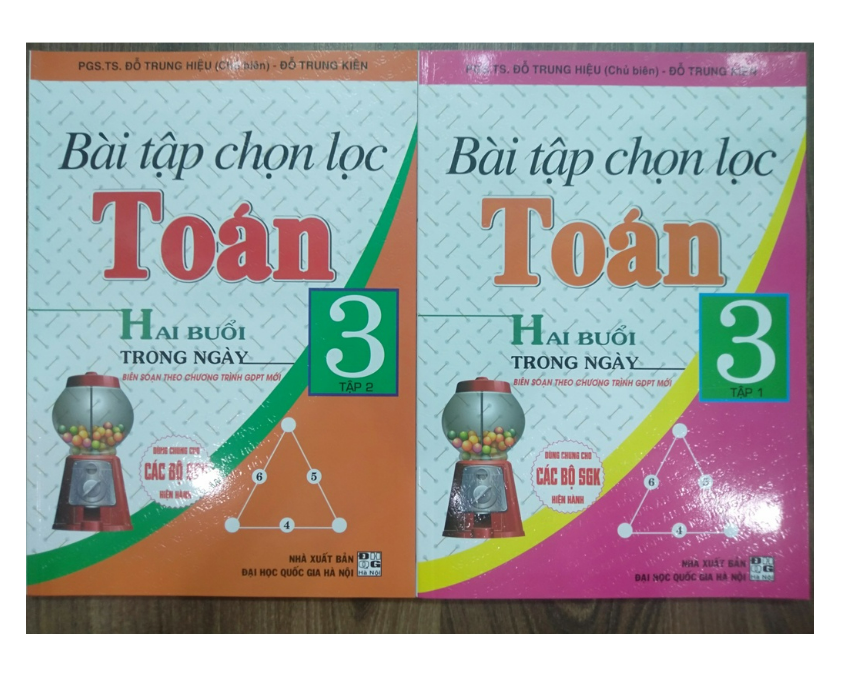 PGS.TS. ĐỖ TRUNG HIỆU (Chủ biên) - ĐỖ TRUNG KIÊN
Bài tập chọn lọc
Toán
3
TẬP 2
HAI BUỔI
TRONG NGÀY
BIÊN SOẠN THEO CHƯƠNG TRÌNH GDPT MỚI
DÙNG CHUNG CHO
CÁC BỘ SGK
HIỆN HÀNH
6
5
4
NHÀ XUẤT BẢN
ĐẠI HỌC QUỐC GIA HÀ NỘI
Hà Nội
PGS.TS. ĐỖ TRUNG HIỆU (Chủ biên) - ĐỖ TRUNG KIÊN
Bài tập chọn lọc
Toán
3
TẬP 1
HAI BUỔI
TRONG NGÀY
BIÊN SOẠN THEO CHƯƠNG TRÌNH GDPT MỚI
DÙNG CHUNG CHO
CÁC BỘ SGK
HIỆN HÀNH
6
5
4
NHÀ XUẤT BẢN
ĐẠI HỌC QUỐC GIA HÀ NỘI
Hà Nội